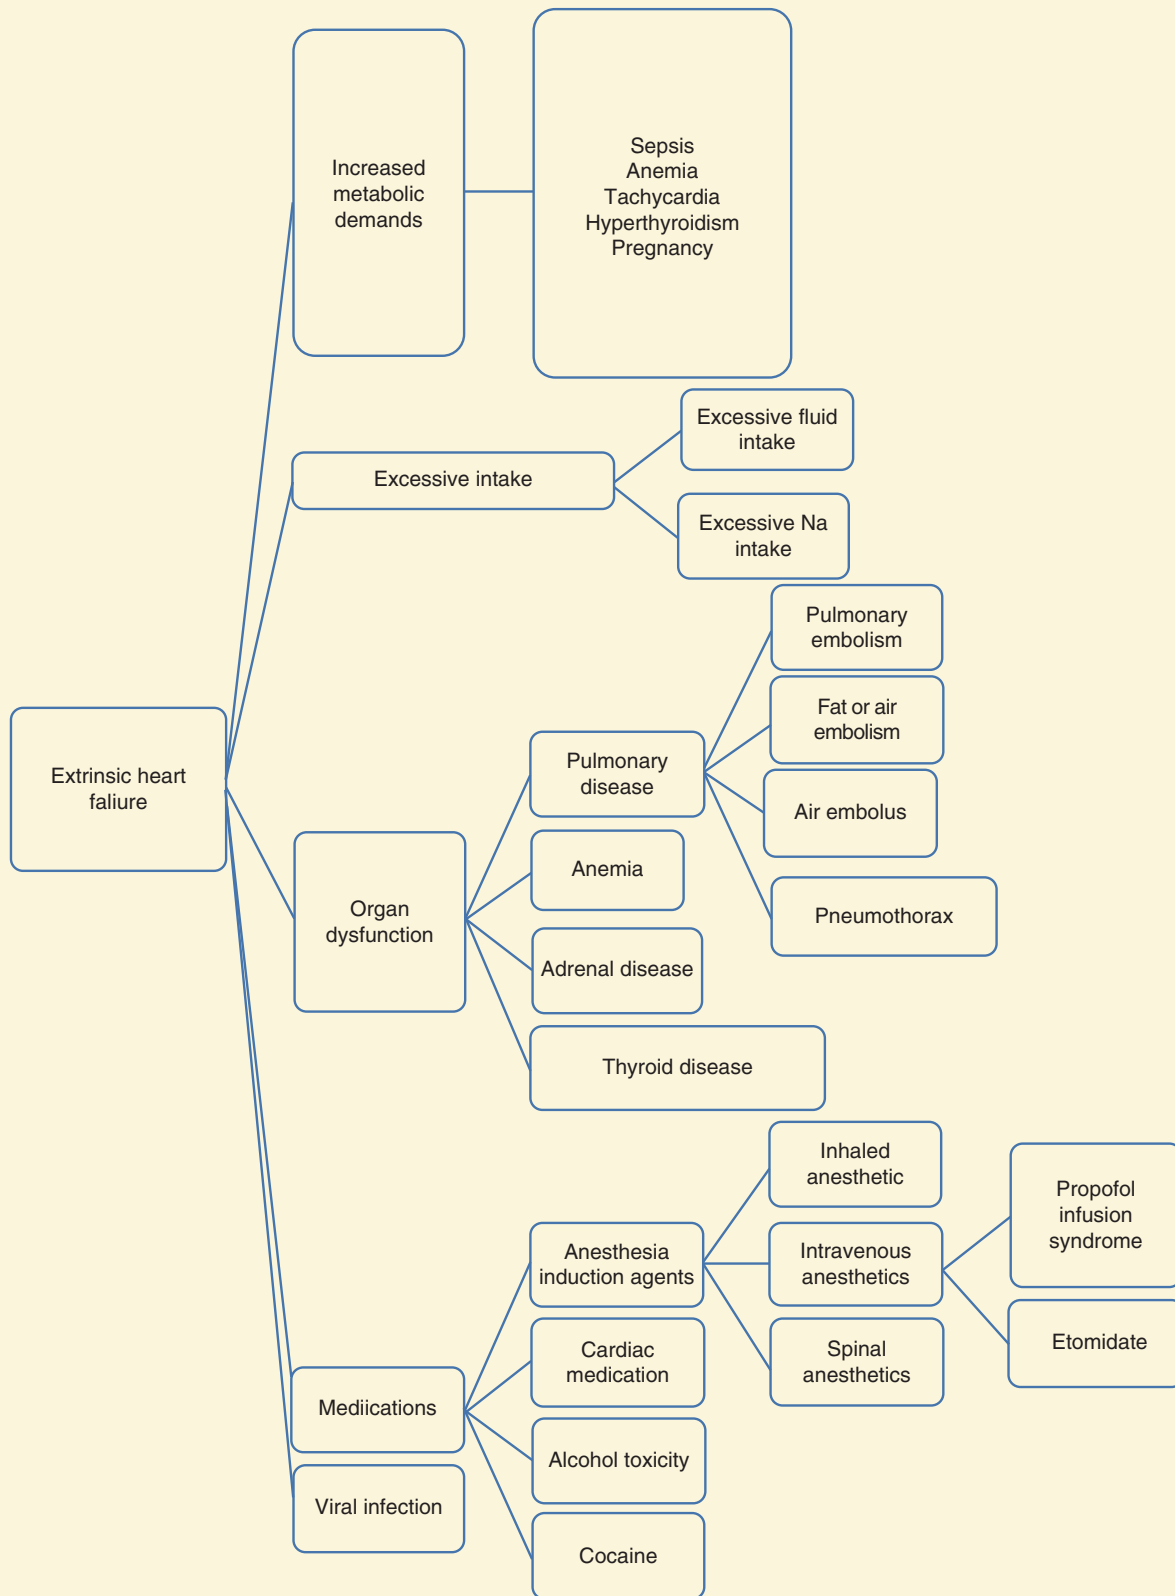 Increased
metabolic
demands
Sepsis
Anemia
Tachycardia
Hyperthyroidism
Pregnancy
Excessive intake
Excessive fluid
intake
Excessive Na
intake
Extrinsic heart
faliure
Organ
dysfunction
Pulmonary
disease
Pulmonary
embolism
Fat or air
embolism
Air embolus
Pneumothorax
Anemia
Adrenal disease
Thyroid disease
Mediications
Anesthesia
induction agents
Inhaled
anesthetic
Intravenous
anesthetics
Propofol
infusion
syndrome
Etomidate
Spinal
anesthetics
Cardiac
medication
Alcohol toxicity
Cocaine
Viral infection